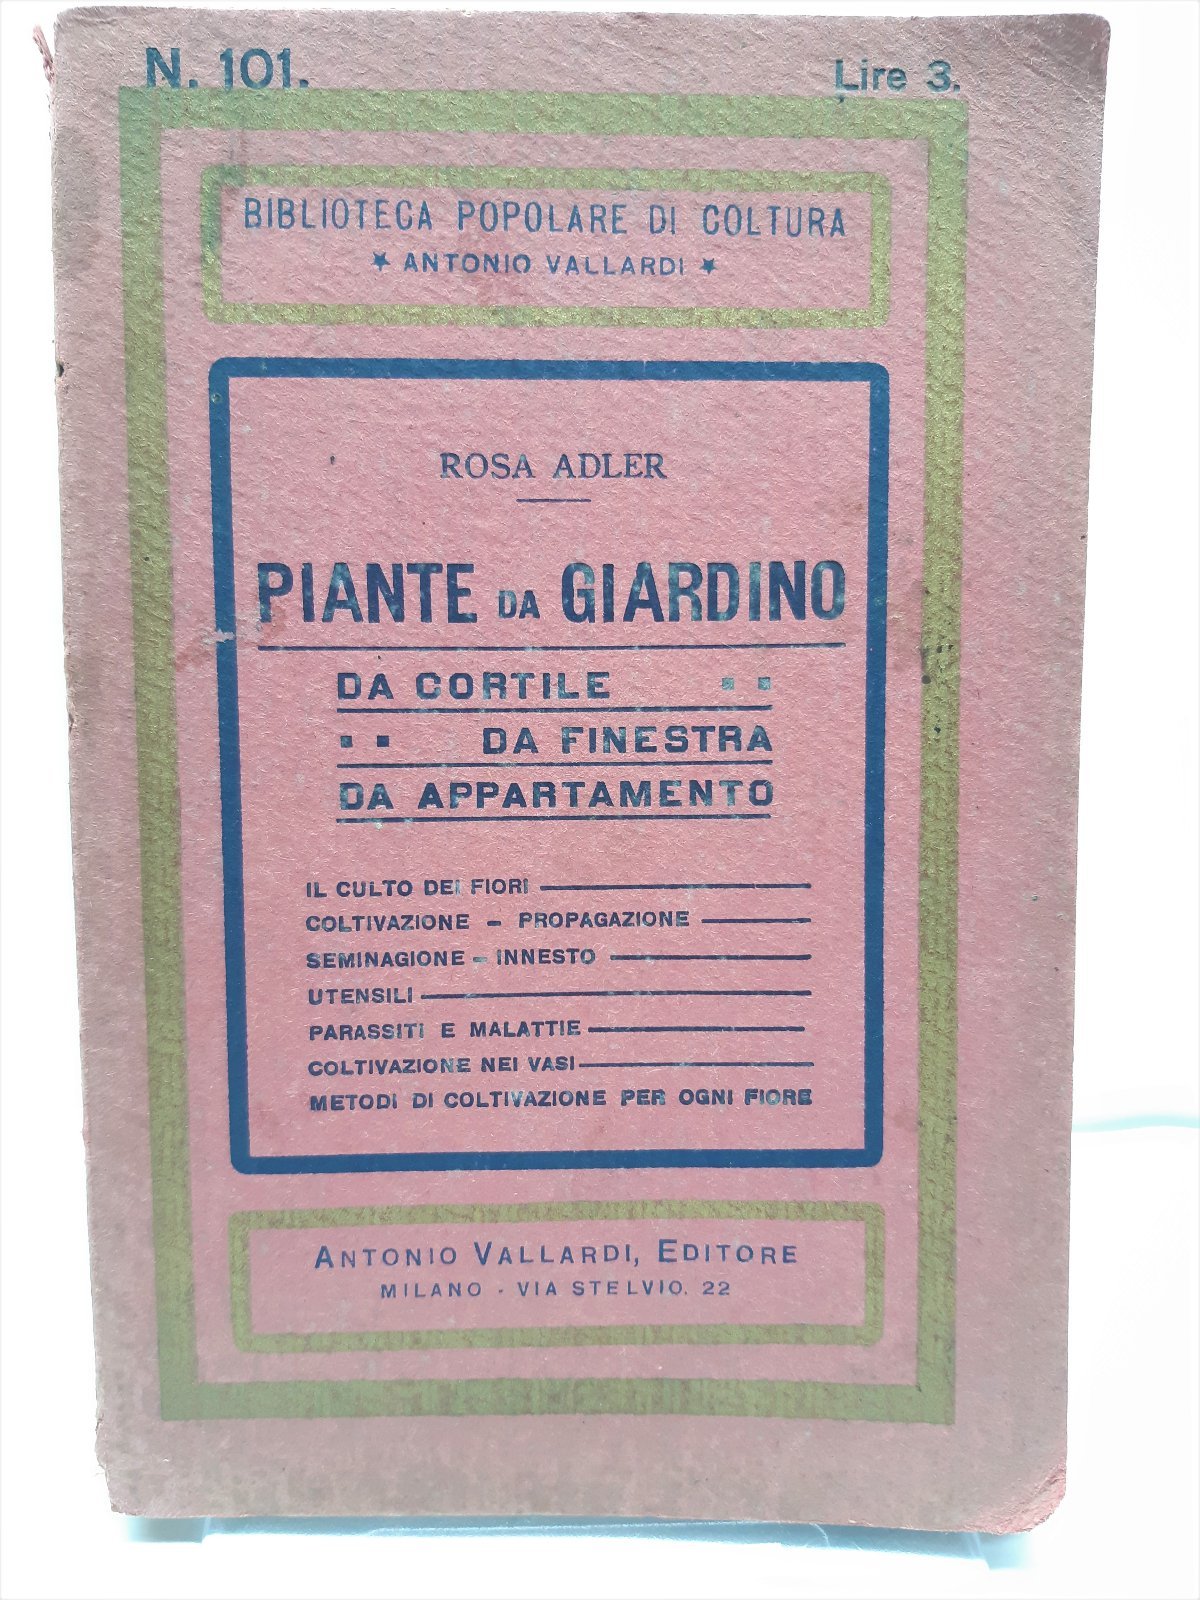 N. 101.
Lire 3.
BIBLIOTECA POPOLARE DI COLTURA
★ ANTONIO VALLARDI ★
ROSA ADLER
PIANTE DA GIARDINO
DA CORTILE
DA FINESTRA
DA APPARTAMENTO
IL CULTO DEI FIORI
COLTIVAZIONE - PROPAGAZIONE
SEMINAGIONE - INNESTO
UTENSILI
PARASSITI E MALATTIE
COLTIVAZIONE NEI VASI
METODI DI COLTIVAZIONE PER OGNI FIORE
ANTONIO VALLARDI, EDITORE
MILANO - VIA STELVIO, 22